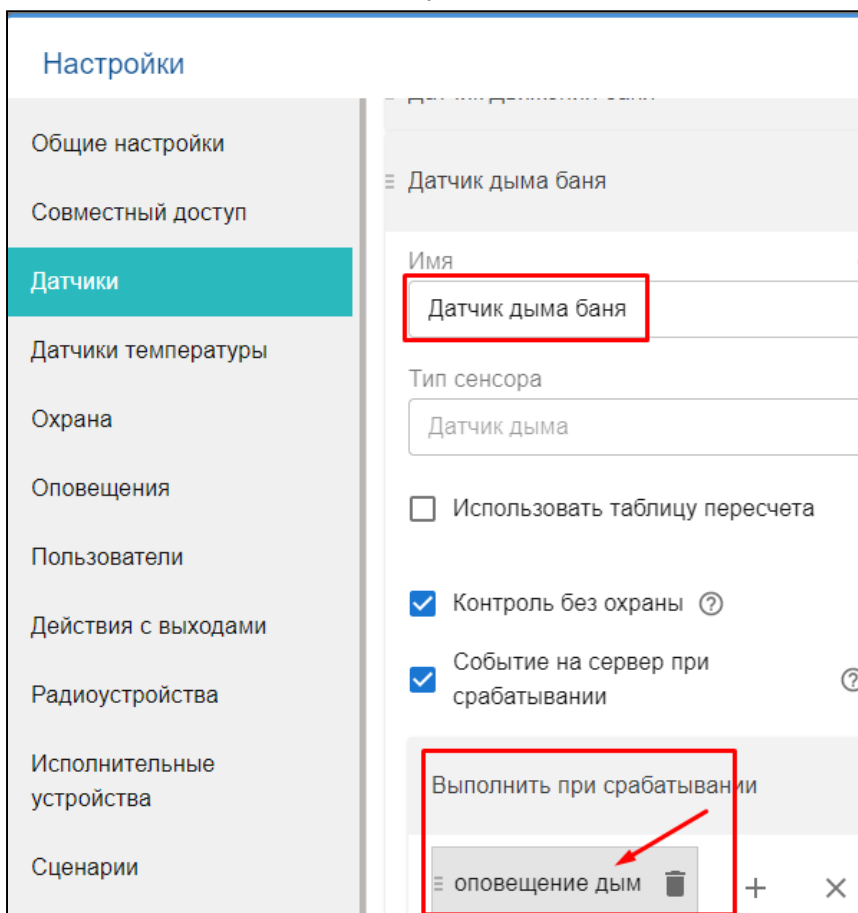 Настройки
Общие настройки
Совместный доступ
Датчики
Датчики температуры
Охрана
Оповещения
Пользователи
Действия с выходами
Радиоустройства
Исполнительные
устройства
Сценарии
Датчик дыма баня
Имя
Датчик дыма баня
Тип сенсора
Датчик дыма
Использовать таблицу пересчета
Контроль без охраны
Событие на сервер при
срабатывании
Выполнить при срабатывании
оповещение дым